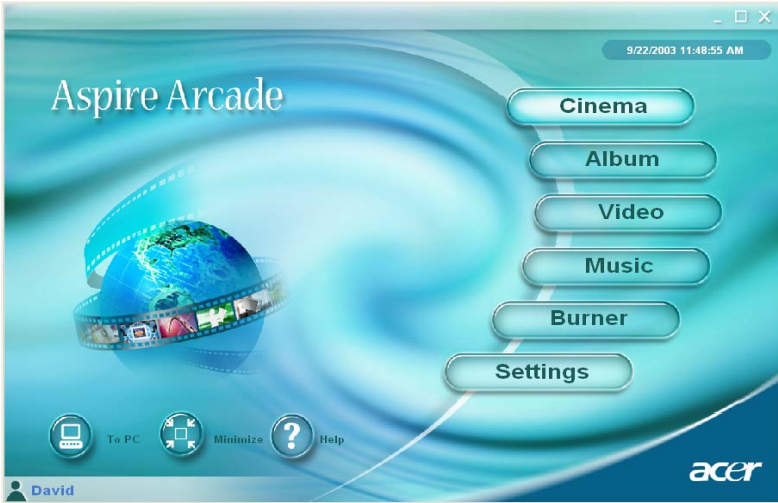 9/22/2003 11:48:55 AM
Aspire Arcade
Cinema
Album
Video
Music
Burner
Settings
To PC
Minimize
? Help
acer
David